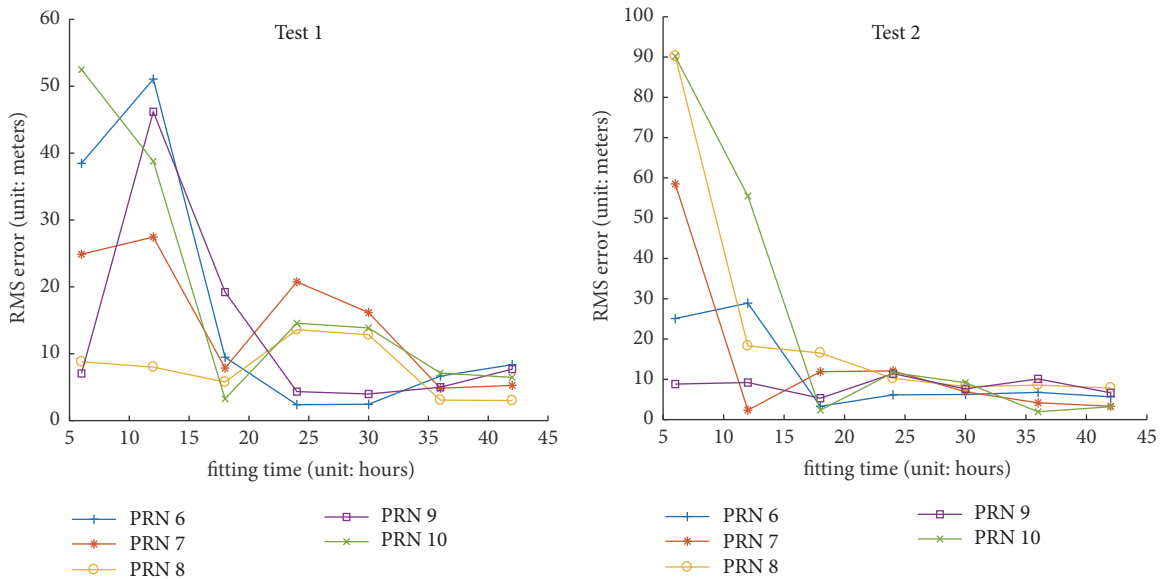 Test 1
RMS error (unit: meters)
60
50
40
30
20
10
0
5 10 15 20 25 30 35 40 45
fitting time (unit: hours)
PRN 6
PRN 7
PRN 8
PRN 9
PRN 10
Test 2
RMS error (unit: meters)
100
90
80
70
60
50
40
30
20
10
0
5 10 15 20 25 30 35 40 45
fitting time (unit: hours)
PRN 6
PRN 7
PRN 8
PRN 9
PRN 10